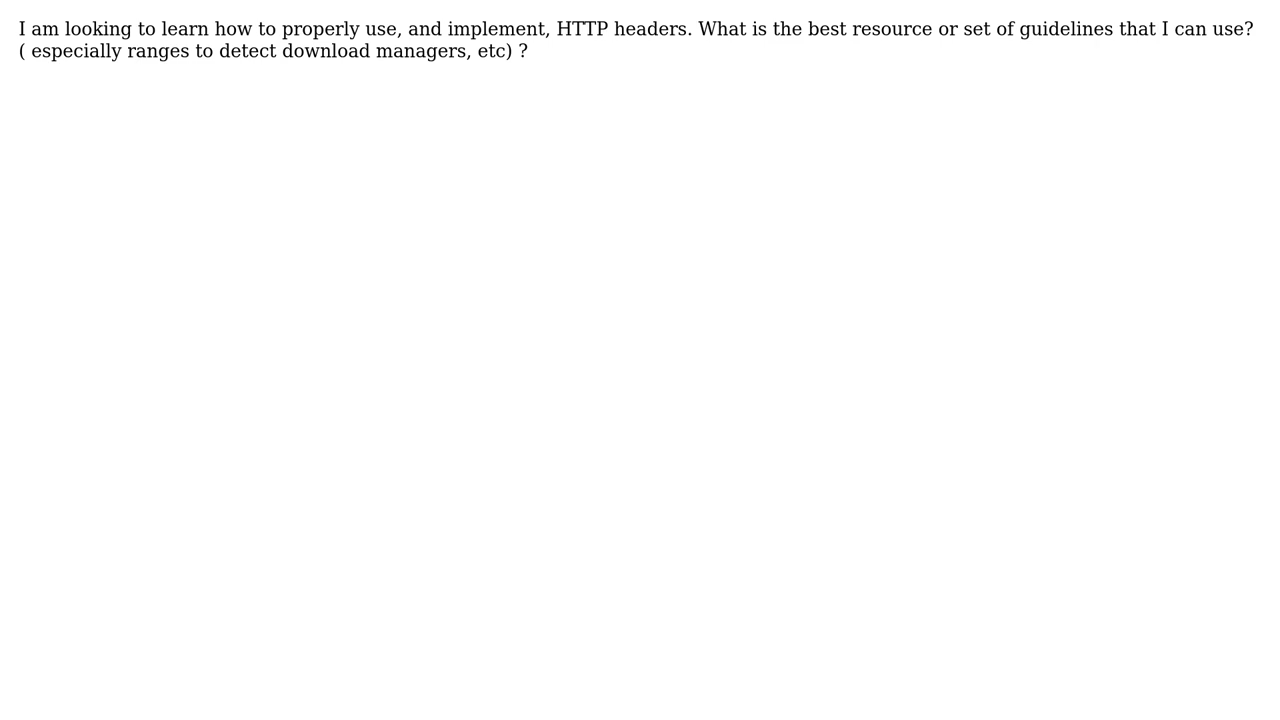 I am looking to learn how to properly use, and implement, HTTP headers. What is the best resource or set of guidelines that I can use?
( especially ranges to detect download managers, etc) ?